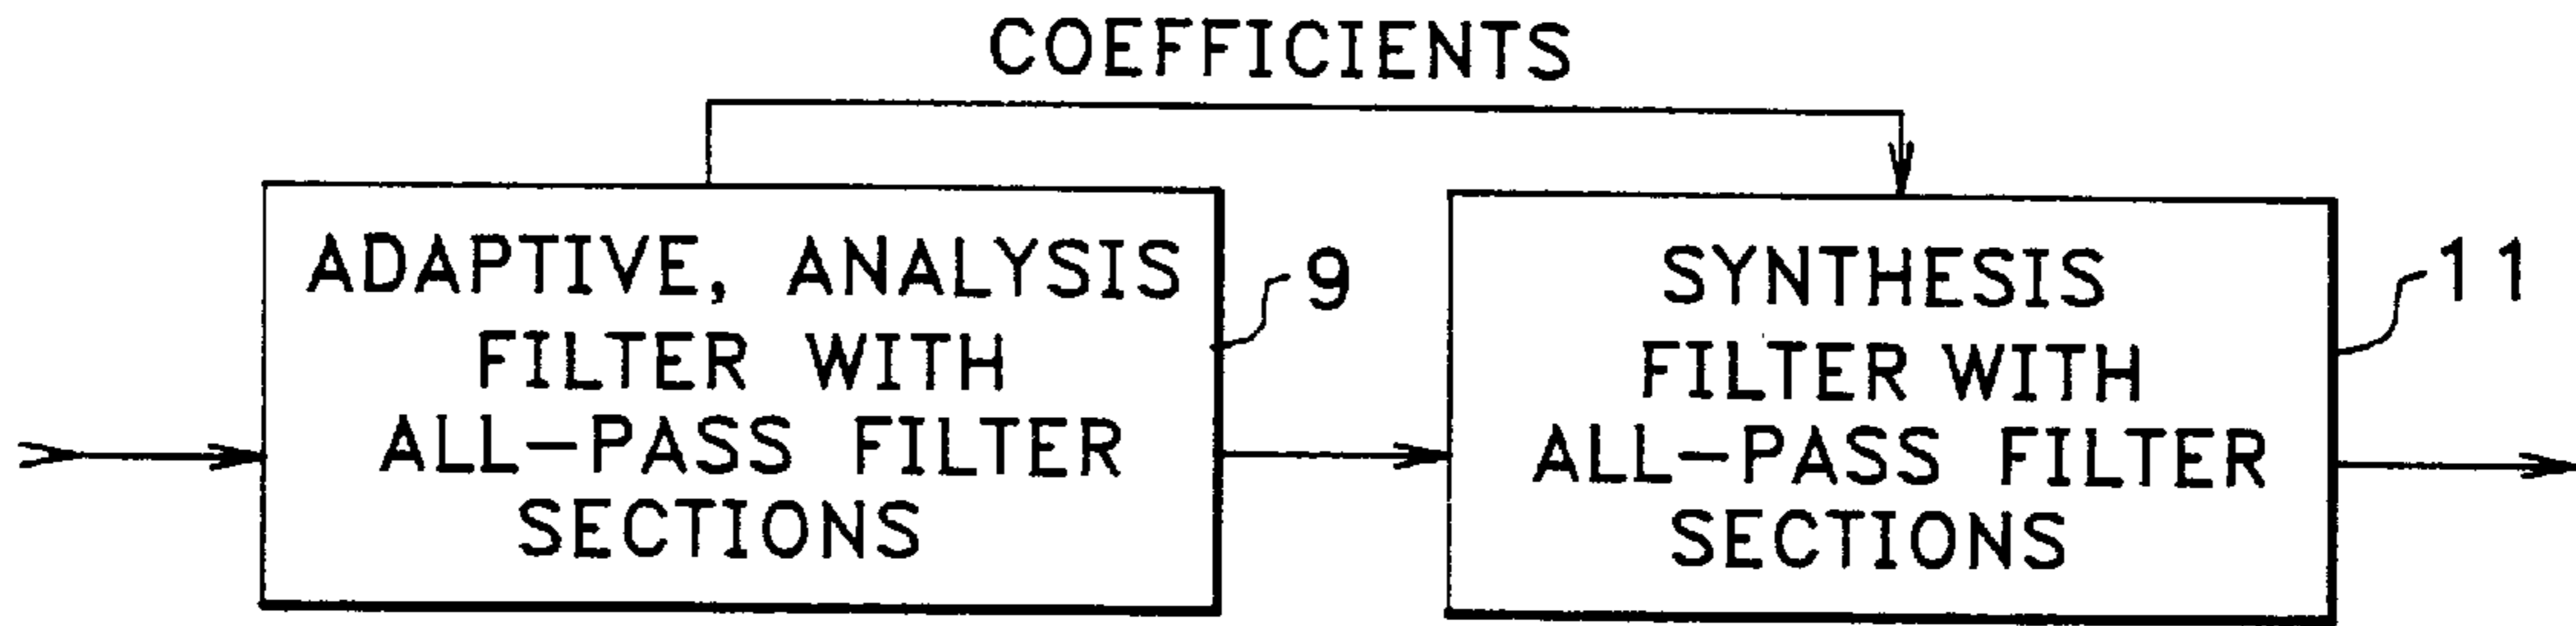 COEFFICIENTS
ADAPTIVE, ANALYSIS
FILTER WITH
ALL-PASS FILTER
SECTIONS
9
SYNTHESIS
FILTER WITH
ALL-PASS FILTER
SECTIONS
11